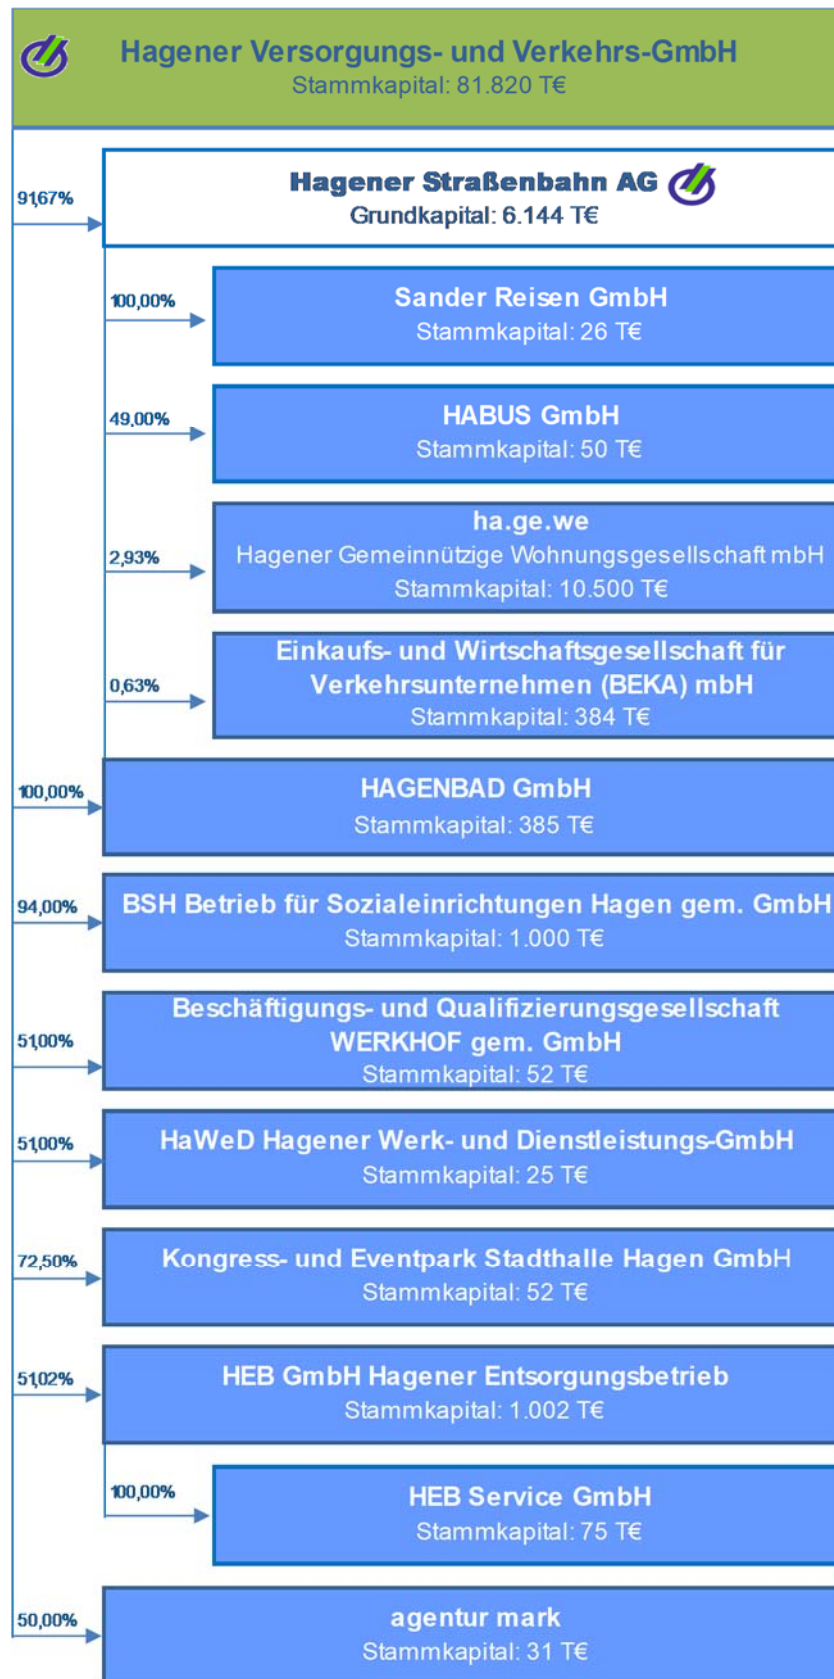 Hagener Versorgungs- und Verkehrs-GmbH
Stammkapital: 81.820 T€
91,67%
Hagener Straßenbahn AG
Grundkapital: 6.144 T€
100,00%
Sander Reisen GmbH
Stammkapital: 26 T€
49,00%
HABUS GmbH
Stammkapital: 50 T€
2,93%
ha.ge.we
Hagener Gemeinnützige Wohnungsgesellschaft mbH
Stammkapital: 10.500 T€
0,63%
Einkaufs- und Wirtschaftsgesellschaft für
Verkehrsunternehmen (BEKA) mbH
Stammkapital: 384 T€
100,00%
HAGENBAD GmbH
Stammkapital: 385 T€
94,00%
BSH Betrieb für Sozialeinrichtungen Hagen gem. GmbH
Stammkapital: 1.000 T€
51,00%
Beschäftigungs- und Qualifizierungsgesellschaft
WERKHOF gem. GmbH
Stammkapital: 52 T€
51,00%
HaWeD Hagener Werk- und Dienstleistungs-GmbH
Stammkapital: 25 T€
72,50%
Kongress- und Eventpark Stadthalle Hagen GmbH
Stammkapital: 52 T€
51,02%
HEB GmbH Hagener Entsorgungsbetrieb
Stammkapital: 1.002 T€
100,00%
HEB Service GmbH
Stammkapital: 75 T€
50,00%
agentur mark
Stammkapital: 31 T€